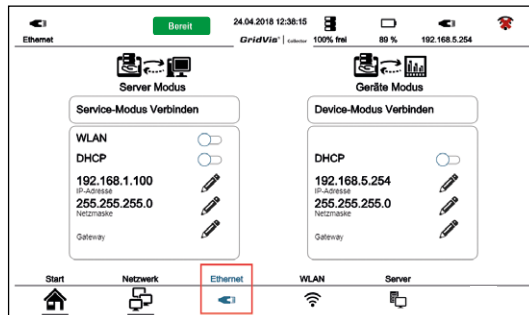 Bereit
24.04.2018 12:38:15
Ethernet
GridVia
100% frei
89 %
192.168.5.254
Server Modus
Geräte Modus
Service-Modus Verbinden
Device-Modus Verbinden
WLAN
DHCP
DHCP
192.168.1.100
IP-Adresse
192.168.5.254
IP-Adresse
255.255.255.0
Netzmaske
255.255.255.0
Netzmaske
Gateway
Gateway
Start
Netzwerk
Ethernet
WLAN
Server